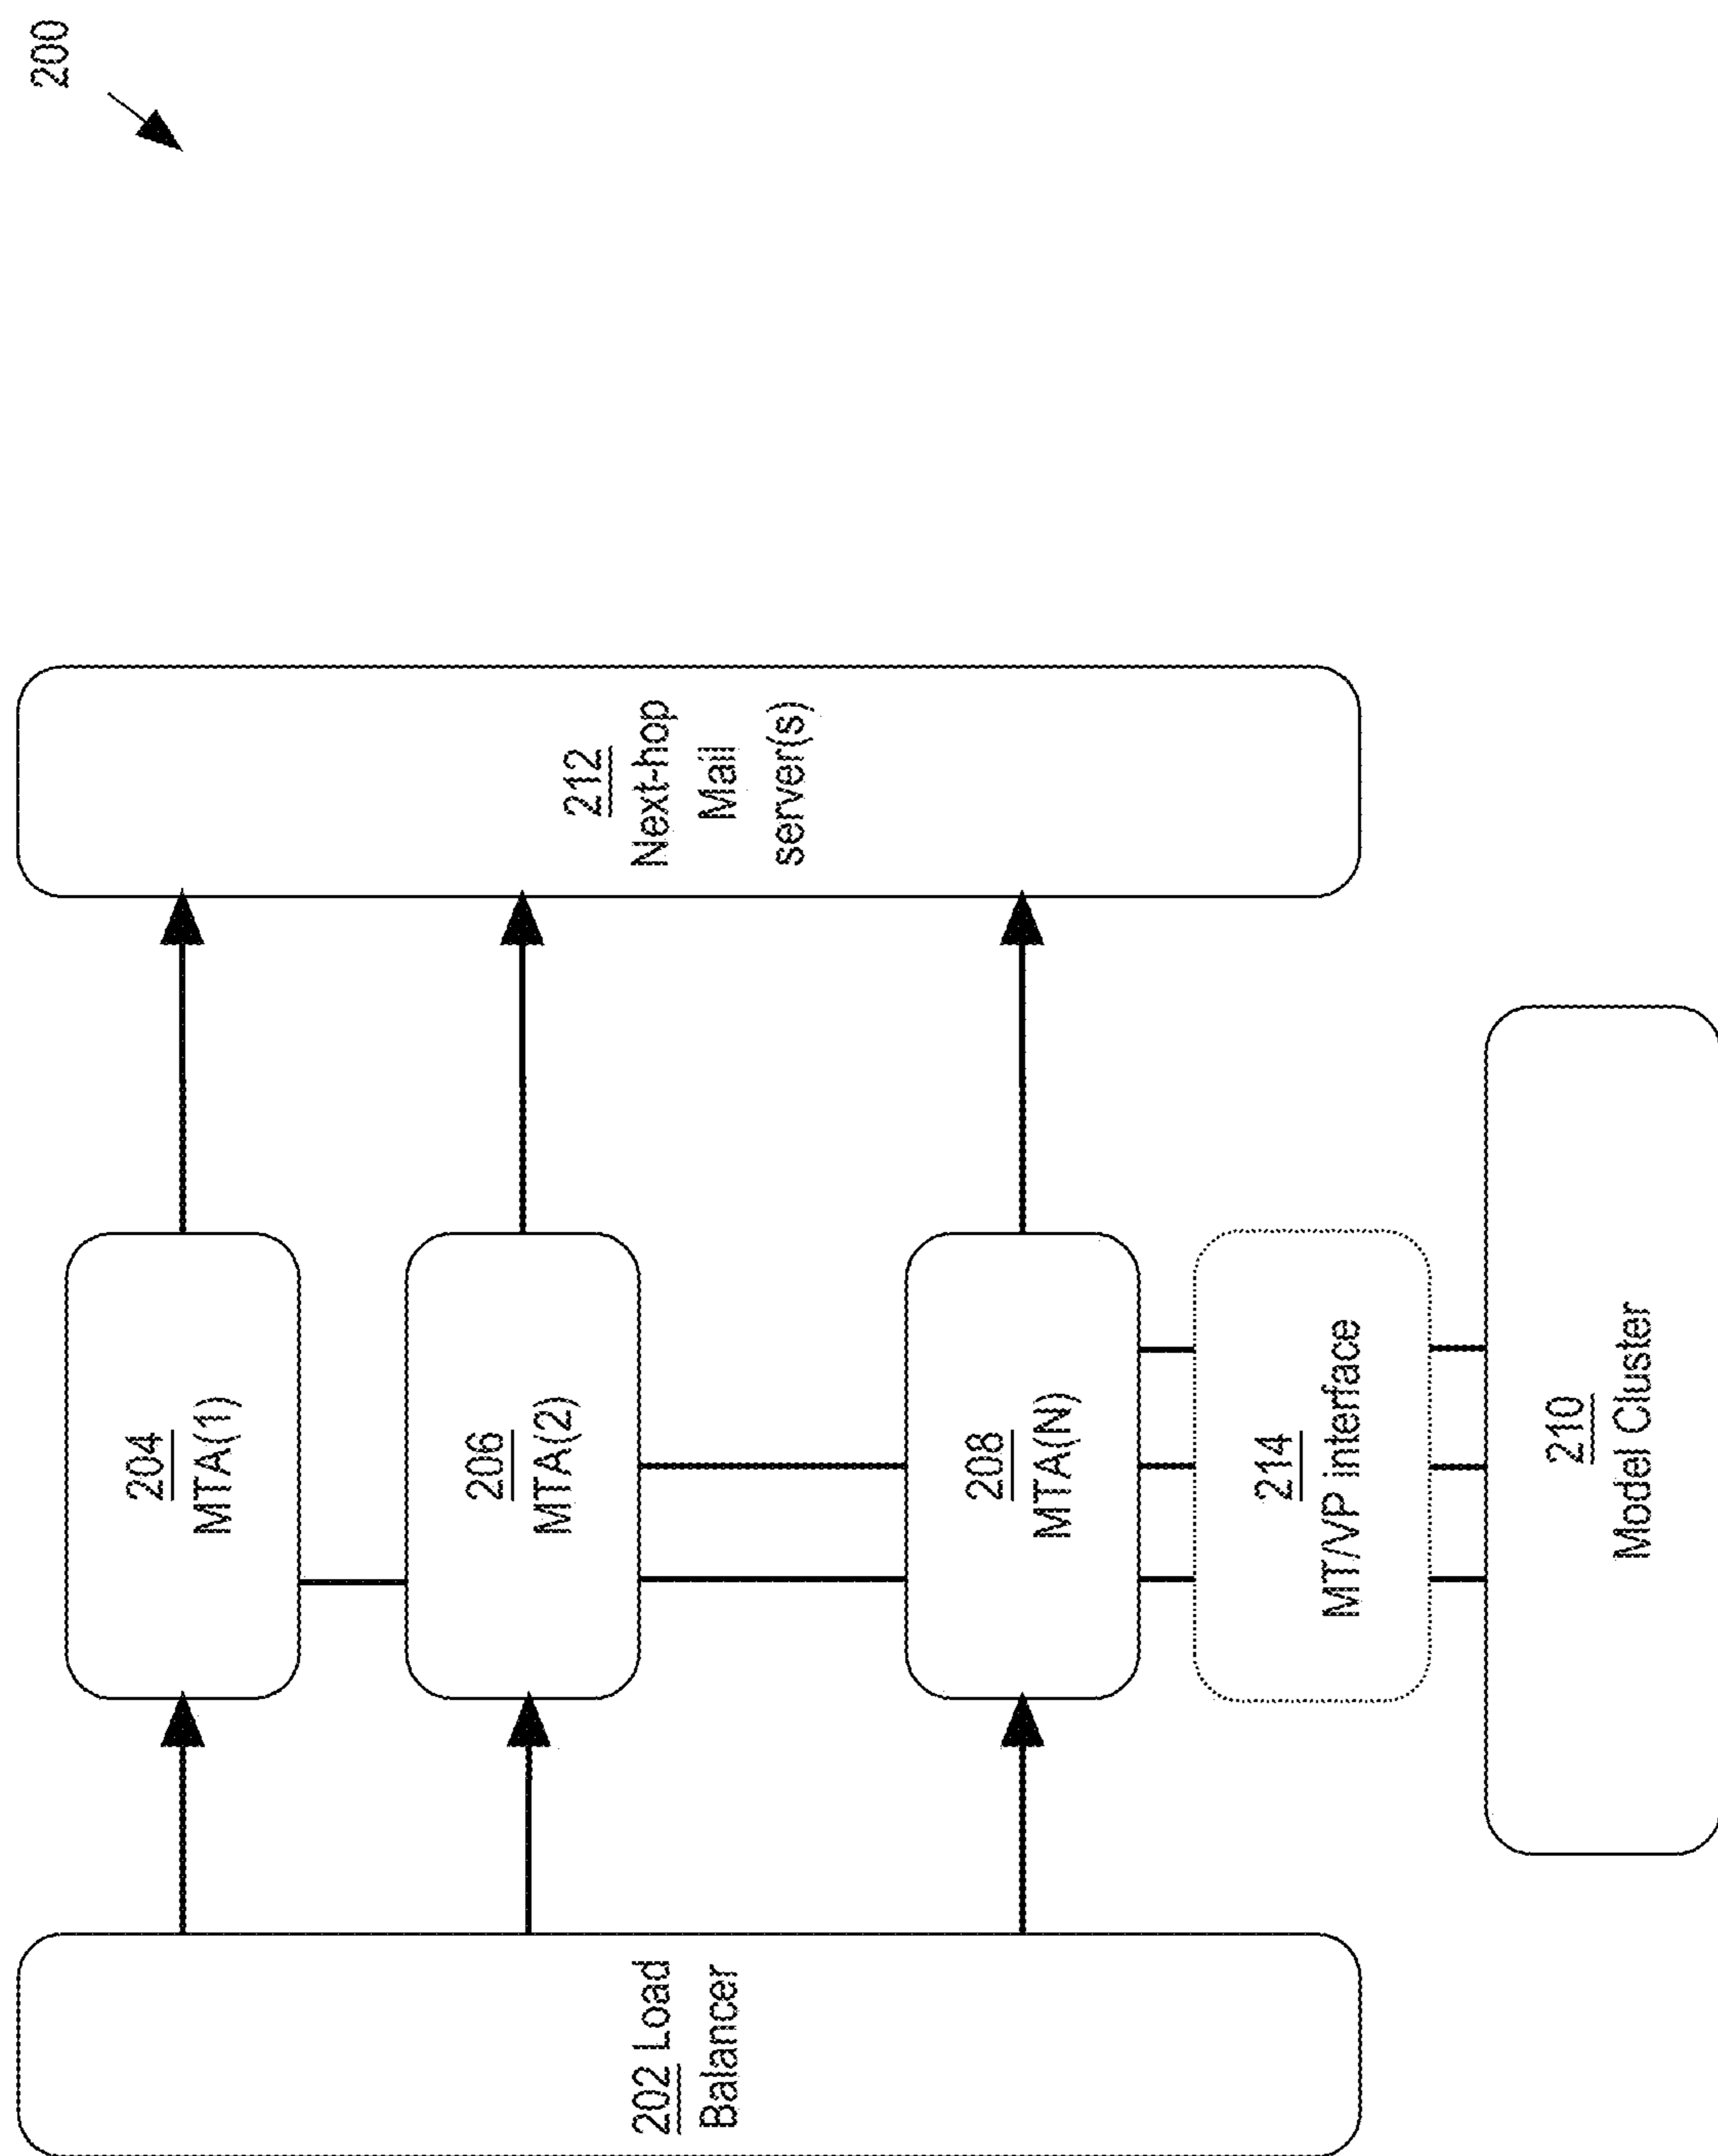 200
204
MTA(1)
206
MTA(2)
208
MTA(N)
214
MT/VP interface
210
Model Cluster
202 Load
Balancer
212
Next-hop
Mail
server(s)